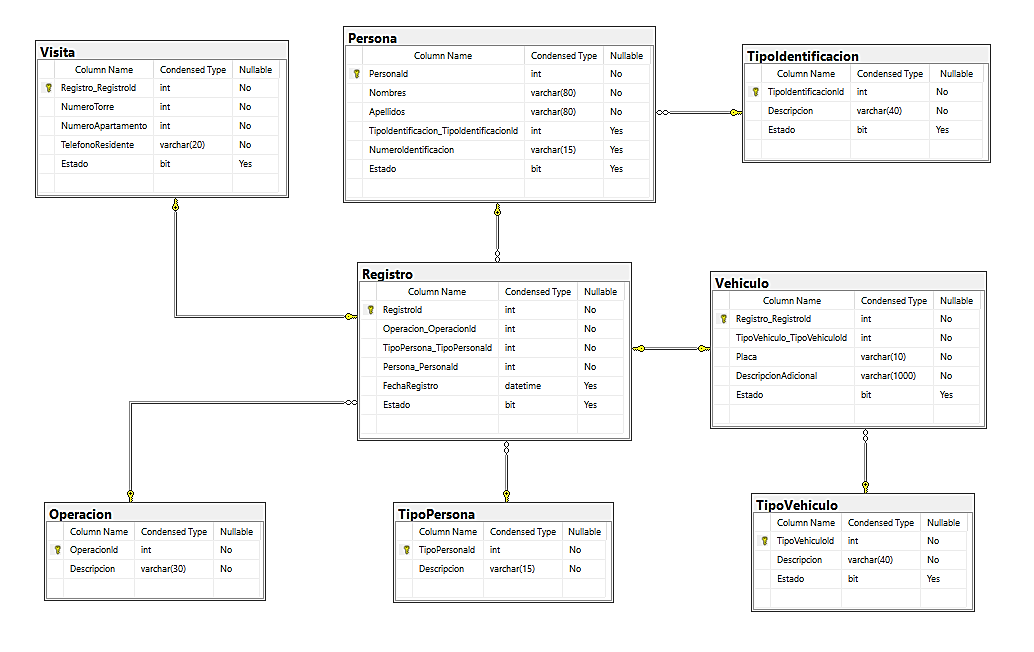 Visita
Column Name Condensed Type Nullable
Registro_RegistroId int No
NumeroTorre int No
NumeroApartamento int No
TelefonoResidente varchar(20) No
Estado bit Yes
Persona
Column Name Condensed Type Nullable
PersonaId int No
Nombres varchar(80) No
Apellidos varchar(80) No
TipoIdentificacion_TipoIdentificacionId int Yes
NumeroIdentificacion varchar(15) Yes
Estado bit Yes
TipoIdentificacion
Column Name Condensed Type Nullable
TipoIdentificacionId int No
Descripcion varchar(40) No
Estado bit Yes
Registro
Column Name Condensed Type Nullable
RegistroId int No
Operacion_OperacionId int No
TipoPersona_TipoPersonaId int No
Persona_PersonaId int No
FechaRegistro datetime Yes
Estado bit Yes
Vehiculo
Column Name Condensed Type Nullable
Registro_RegistroId int No
TipoVehiculo_TipoVehiculoId int No
Placa varchar(10) No
DescripcionAdicional varchar(1000) No
Estado bit Yes
Operacion
Column Name Condensed Type Nullable
OperacionId int No
Descripcion varchar(30) No
TipoPersona
Column Name Condensed Type Nullable
TipoPersonaId int No
Descripcion varchar(15) No
TipoVehiculo
Column Name Condensed Type Nullable
TipoVehiculoId int No
Descripcion varchar(40) No
Estado bit Yes